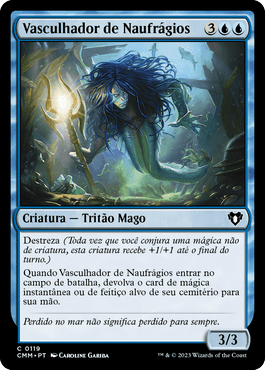 Vasculhador de Naufrágios 3
Criatura — Tritão Mago
Destreza (Toda vez que você conjura uma mágica não
de criatura, esta criatura recebe +1/+1 até o final do
turno.)
Quando Vasculhador de Naufrágios entrar no
campo de batalha, devolva o card de mágica
instantânea ou de feitiço alvo de seu cemitério para
sua mão.
Perdido no mar não significa perdido para sempre.
3/3
C 0119
CMM • PT CAROLINE GARIBA
™ & © 2023 Wizards of the Coast